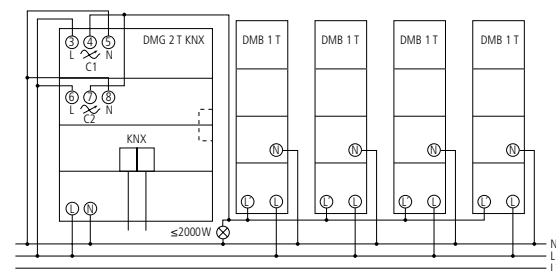 3 4 5 DMG 2 T KNX DMB 1 T DMB 1 T DMB 1 T DMB 1 T
L N
C1
6 7 8
L N
C2
KNX
N N N N
L' L L' L L' L L' L
L N
≤2000W
N
L
L